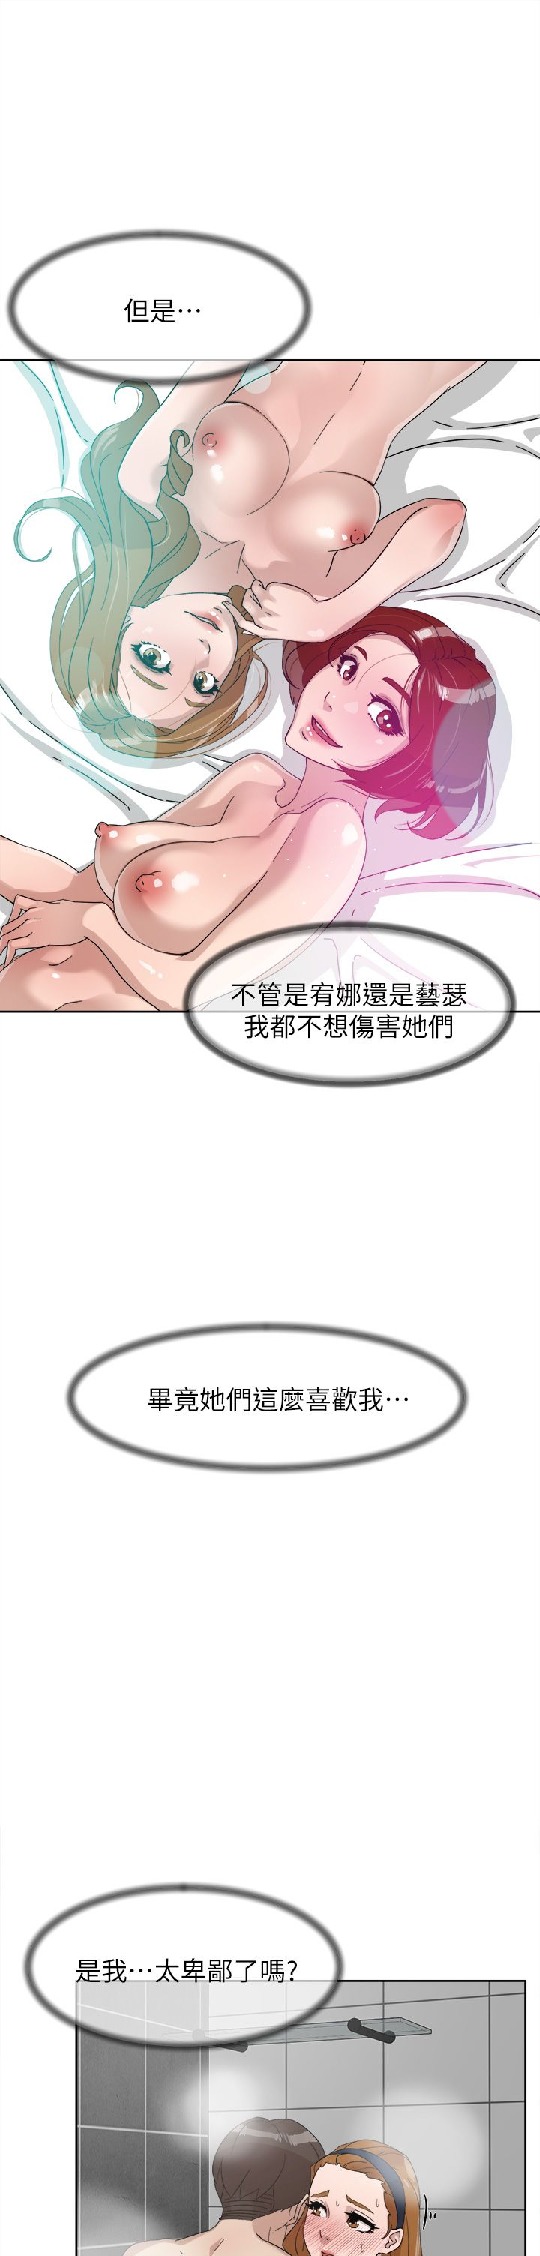 但是⋯
不管是宥娜還是藝瑟
我都不想傷害她們
畢竟她們這麼喜歡我⋯
是我⋯太卑鄙了嗎?